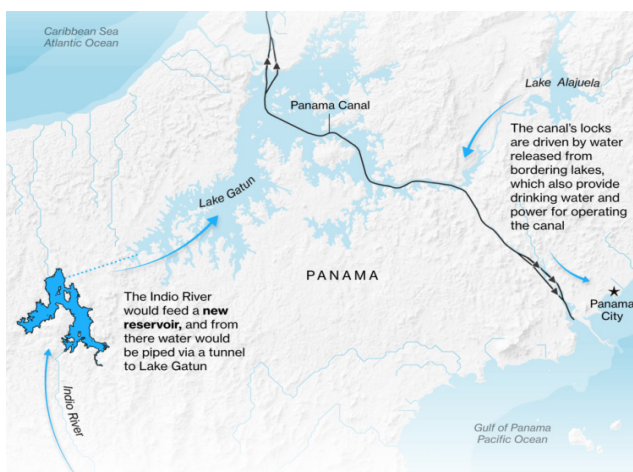 Caribbean Sea
Atlantic Ocean
Panama Canal
Lake Alajuela
The canal's locks
are driven by water
released from
bordering lakes,
which also provide
drinking water and
power for operating
the canal
Lake Gatun
PANAMA
Panama
City
The Indio River
would feed a new
reservoir, and from
there water would
be piped via a tunnel
to Lake Gatun
Indio River
Gulf of Panama
Pacific Ocean